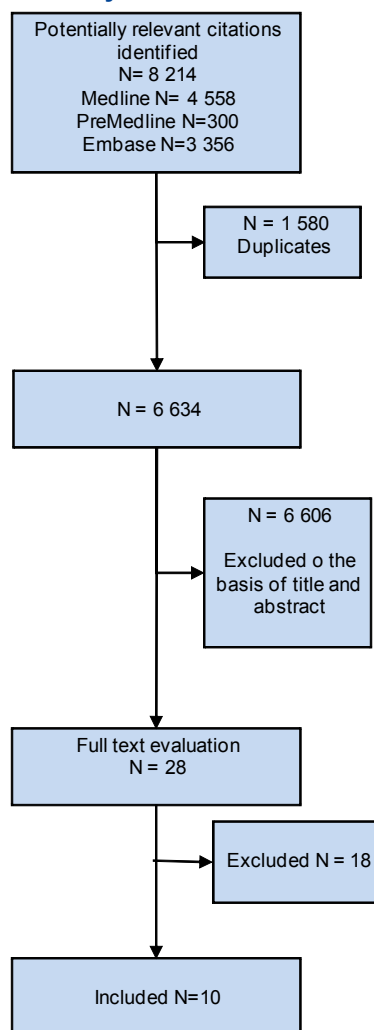 Potentially relevant citations
identified
N= 8 214
Medline N= 4 558
PreMedline N=300
Embase N=3 356
N = 1 580
Duplicates
N = 6 634
N = 6 606
Excluded o the
basis of title and
abstract
Full text evaluation
N = 28
Excluded N = 18
Included N=10